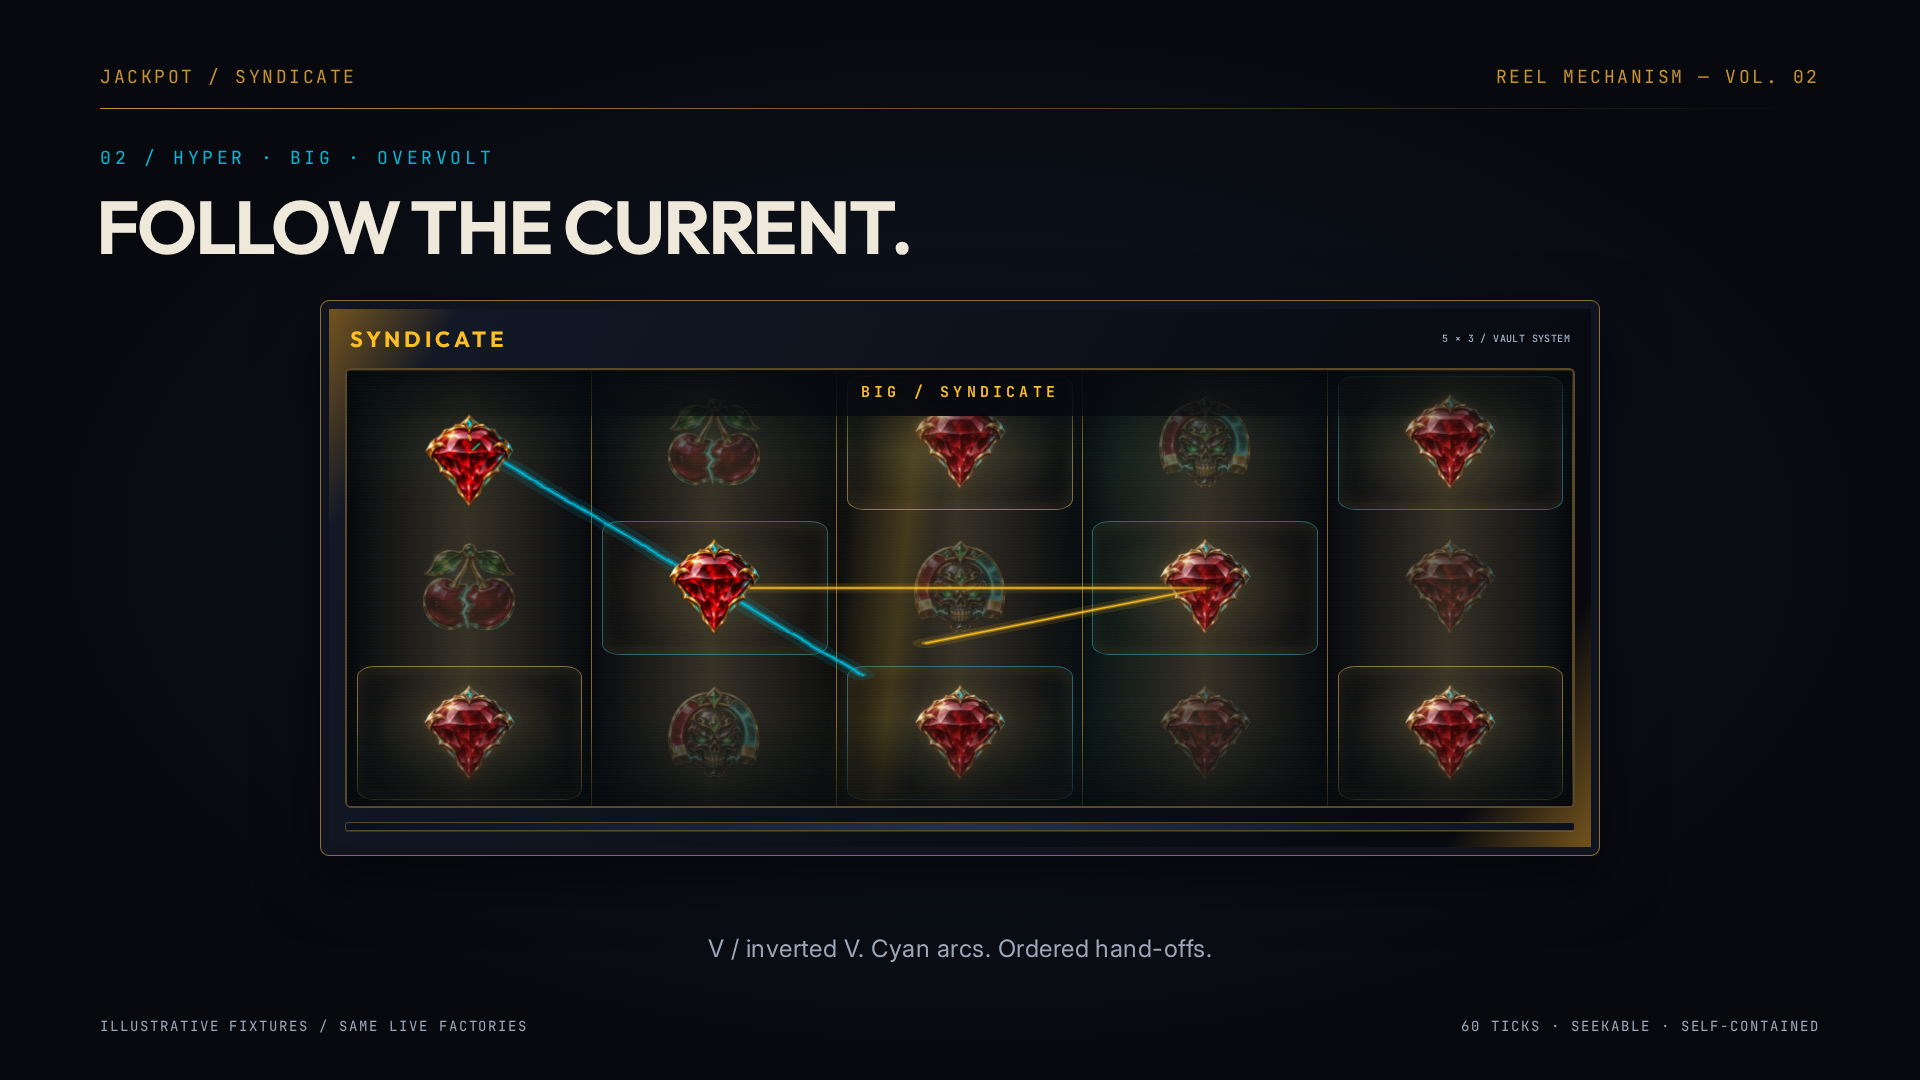 JACKPOT / SYNDICATE
REEL MECHANISM — VOL. 02
02 / HYPER · BIG · OVERVOLT
FOLLOW THE CURRENT.
SYNDICATE
5 × 3 / VAULT SYSTEM
BIG / SYNDICATE
V / inverted V. Cyan arcs. Ordered hand-offs.
ILLUSTRATIVE FIXTURES / SAME LIVE FACTORIES
60 TICKS · SEEKABLE · SELF-CONTAINED